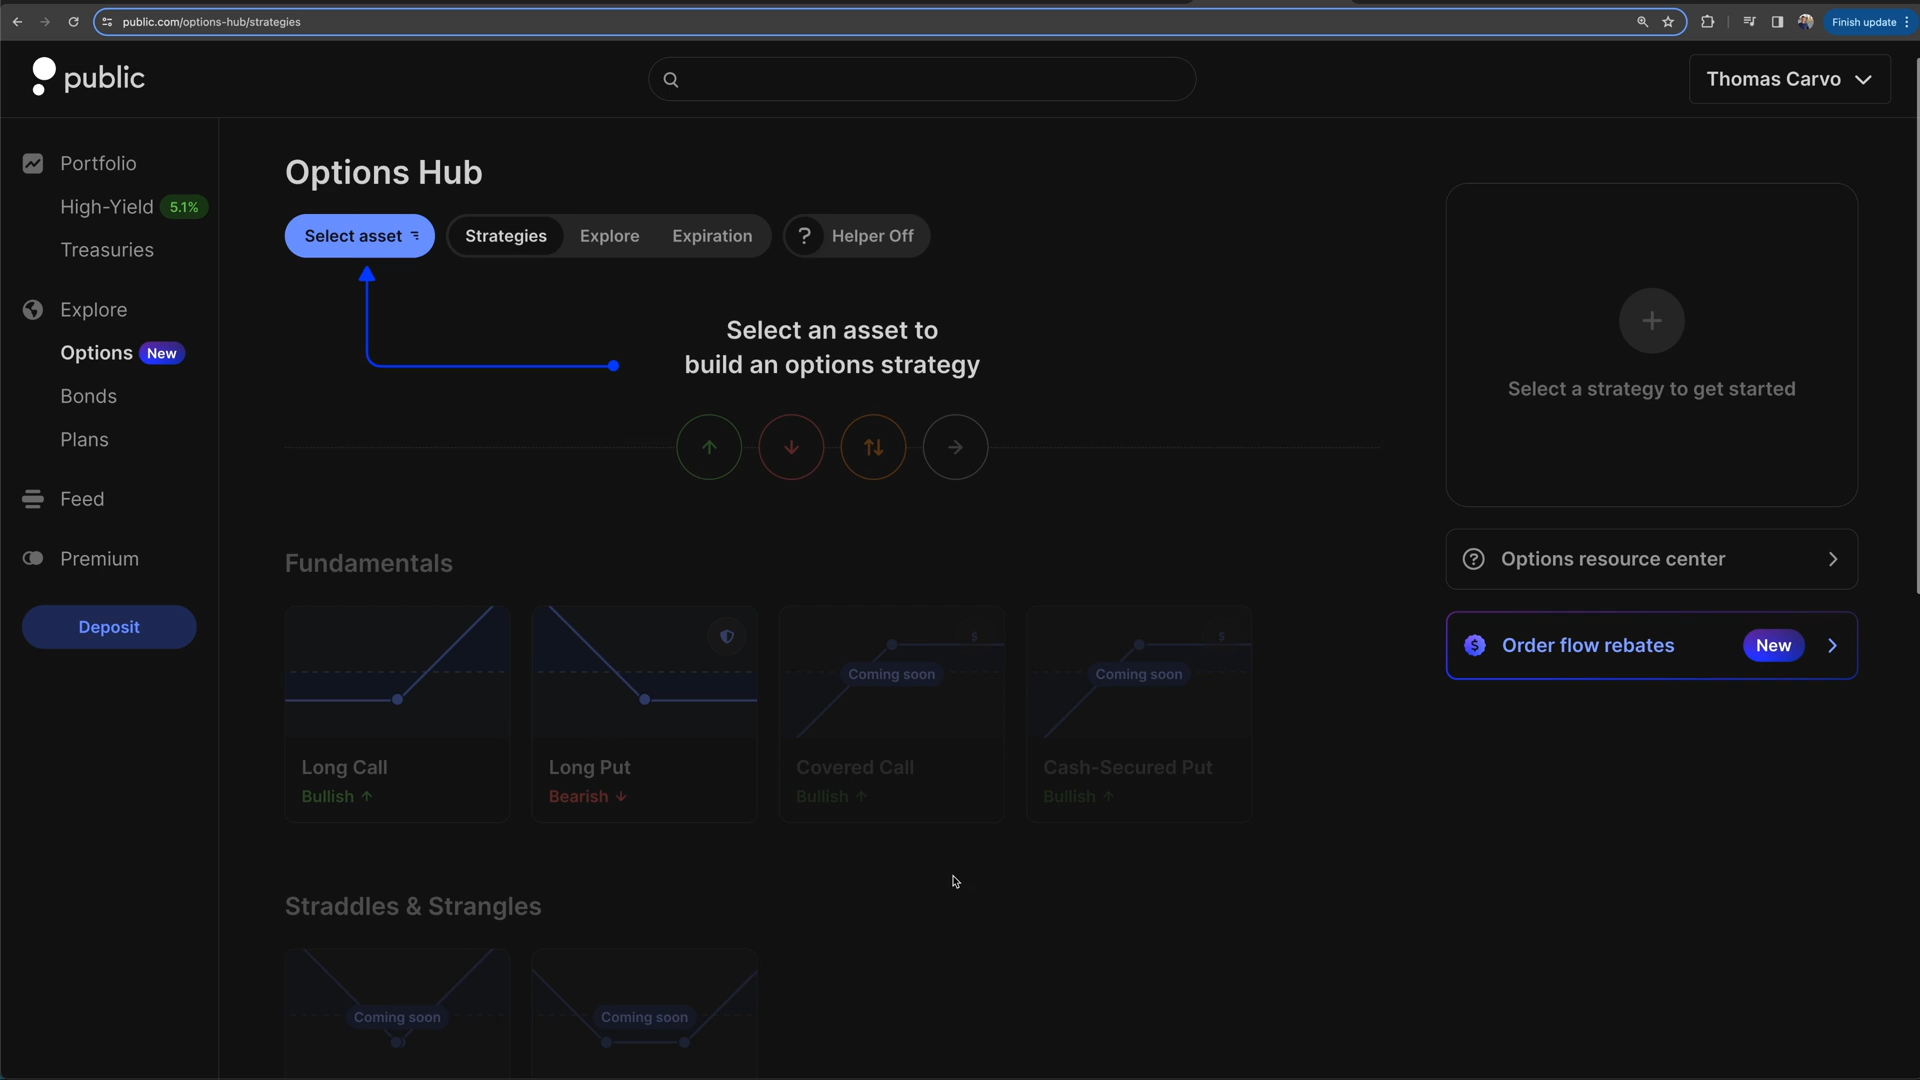 public.com/options-hub/strategies
Finish update
public
Thomas Carvo
Portfolio
High-Yield 5.1%
Treasuries
Explore
Options New
Bonds
Plans
Feed
Premium
Deposit
Options Hub
Select asset
Strategies Explore Expiration
? Helper Off
Select an asset to
build an options strategy
Fundamentals
Long Call
Bullish ↑
Long Put
Bearish ↓
$
Coming soon
Covered Call
Bullish ↑
$
Coming soon
Cash-Secured Put
Bullish ↑
Straddles & Strangles
Coming soon
Coming soon
+
Select a strategy to get started
? Options resource center
$ Order flow rebates New